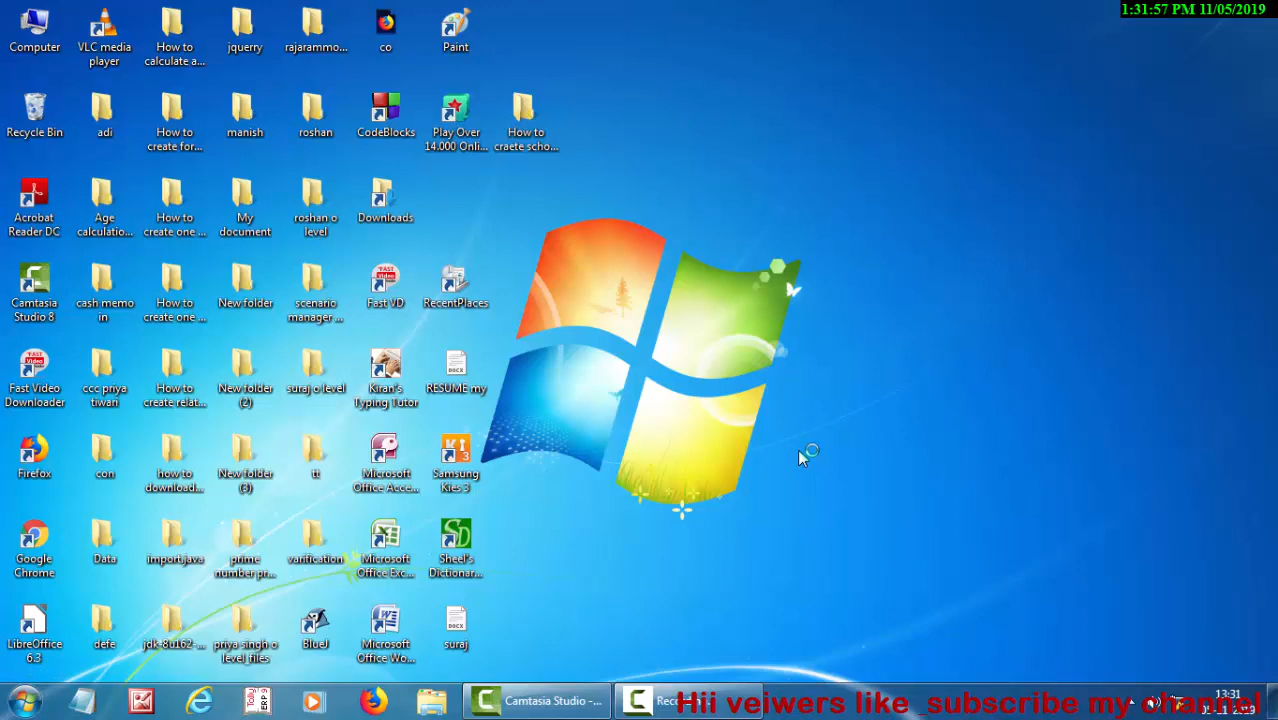 1:31:57 PM 11/05/2019
Computer
VLC media
player
How to
calculate a...
jquerry
rajarammo...
co
Paint
Recycle Bin
adi
How to
create for...
manish
roshan
CodeBlocks
Play Over
14.000 Onli...
How to
craete scho...
Acrobat
Reader DC
Age
calculatio...
How to
create one ...
My
document
roshan o
level
Downloads
Camtasia
Studio 8
cash memo
in
How to
create one ...
New folder
scenario
manager ...
Fast VD
RecentPlaces
Fast Video
Downloader
ccc priya
tiwari
How to
create relat...
New folder
(2)
suraj o level
Kiran's
Typing Tutor
RESUME my
Firefox
con
how to
download...
New folder
(3)
tt
Microsoft
Office Acce...
Samsung
Kies 3
Google
Chrome
Data
import.java
prime
number pr...
varification
Microsoft
Office Exc...
Sheel's
Dictionar...
LibreOffice
6.3
defe
jdk-8u162-...
priya singh o
level_files
BlueJ
Microsoft
Office Wo...
suraj
Camtasia Studio -...
Hii veiwers like subscribe my channel
13:31